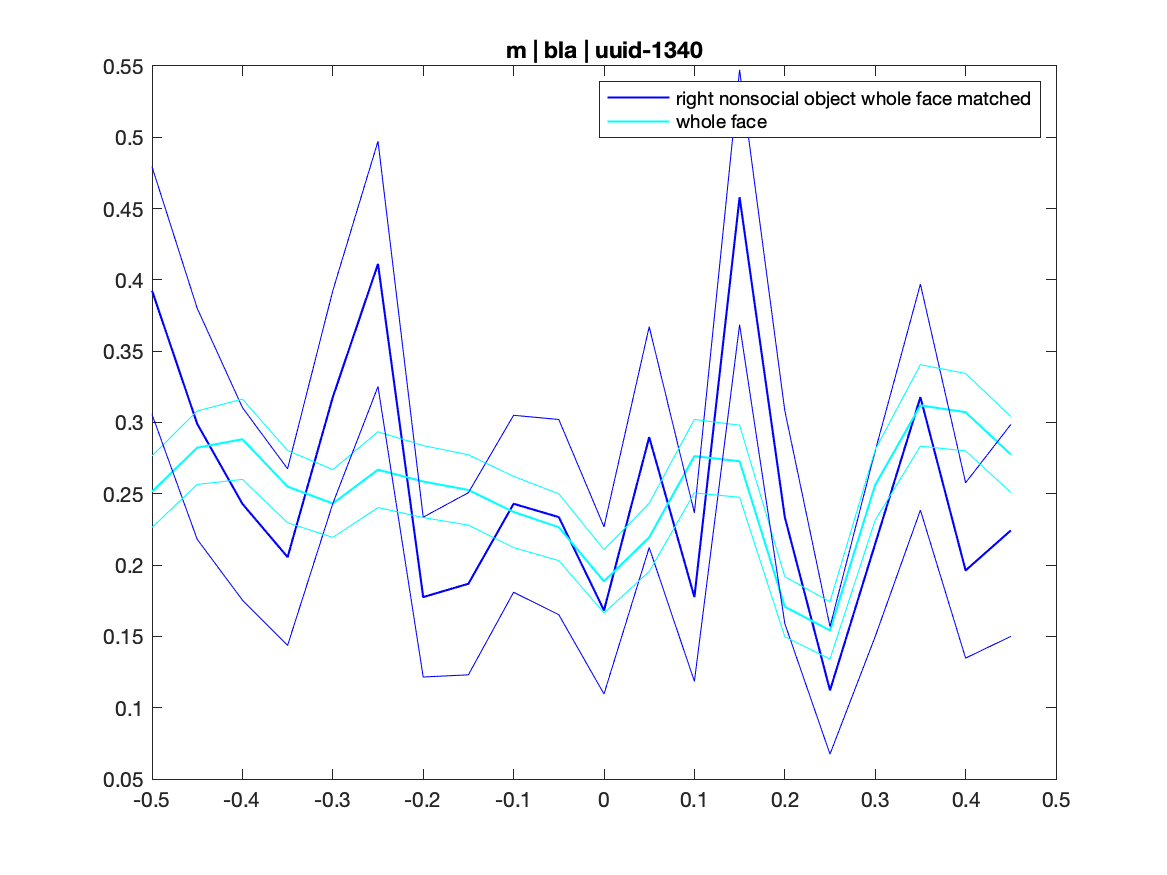 m | bla | uuid-1340
right nonsocial object whole face matched
whole face
0.55
0.5
0.45
0.4
0.35
0.3
0.25
0.2
0.15
0.1
0.05
-0.5 -0.4 -0.3 -0.2 -0.1 0 0.1 0.2 0.3 0.4 0.5